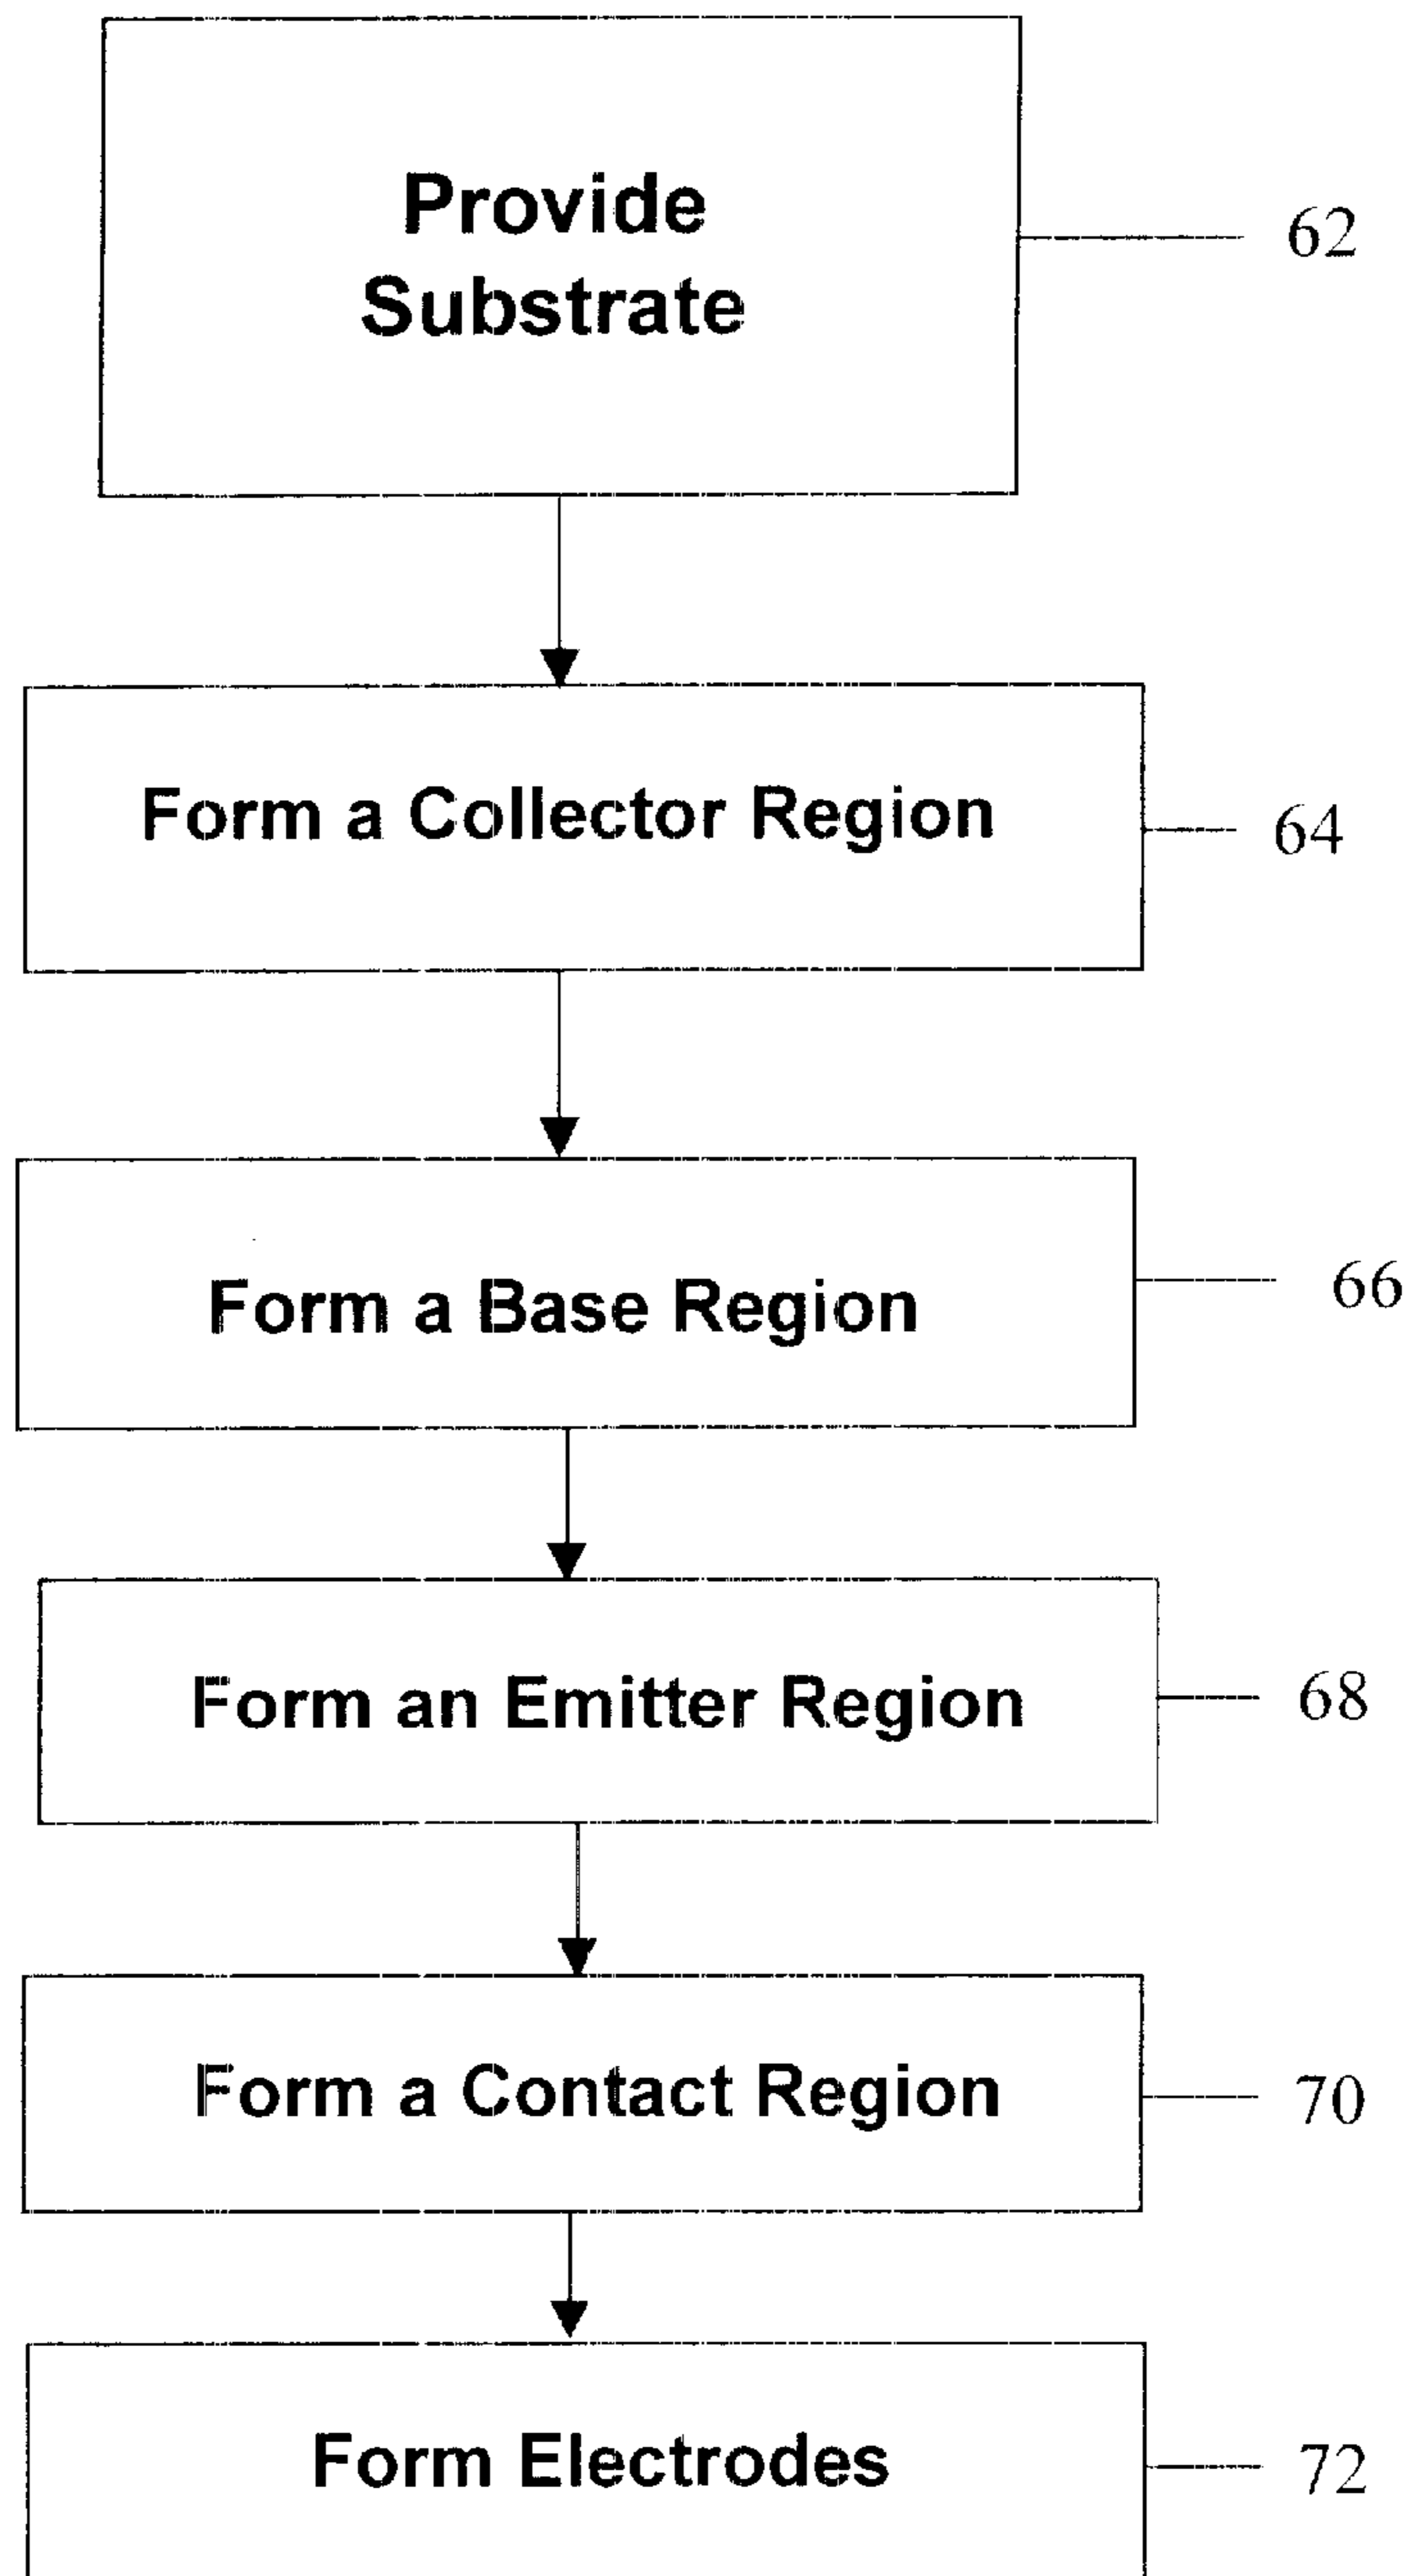 Provide
Substrate
62
Form a Collector Region
64
Form a Base Region
66
Form an Emitter Region
68
Form a Contact Region
70
Form Electrodes
72